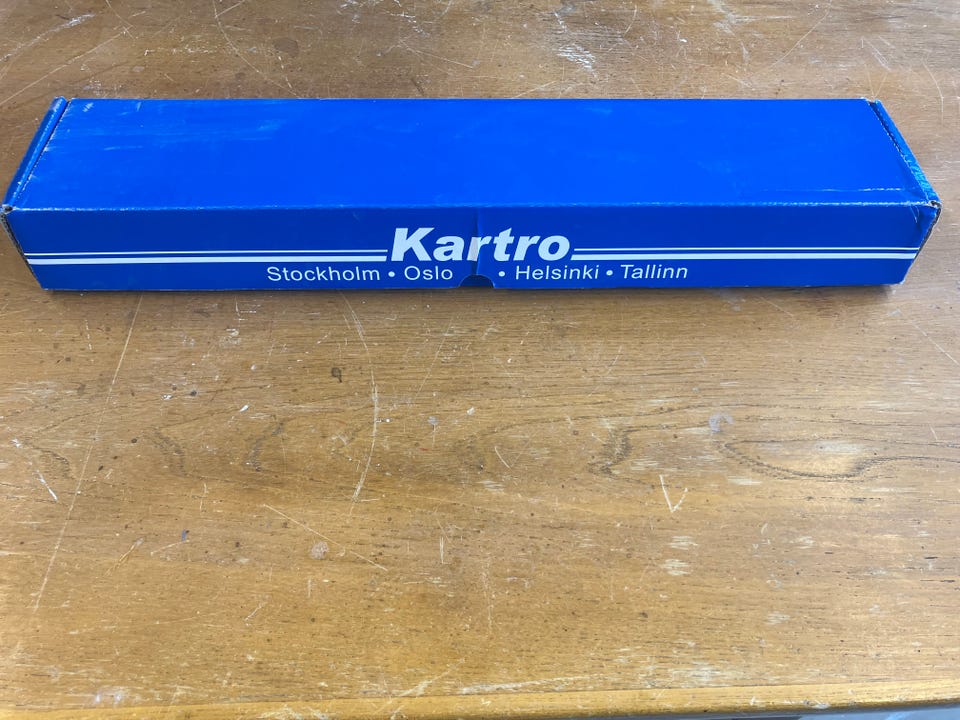 Kartro
Stockholm • Oslo • Helsinki • Tallinn